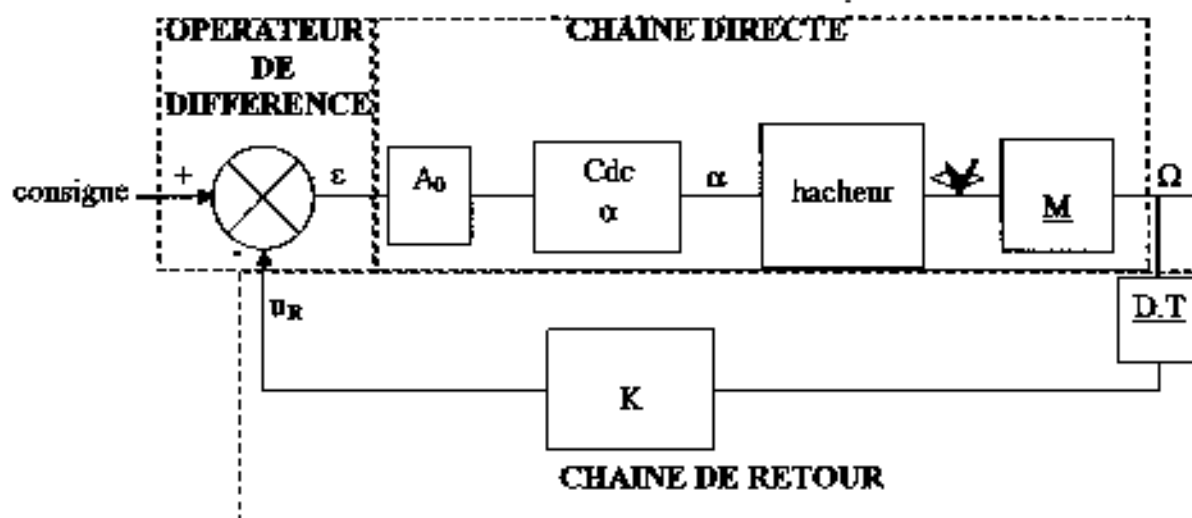 OPERATEUR
DE
DIFFERENCE
CHAINE DIRECTE
consigne
+
ε
A₀
Cdc
α
α
hacheur
M
Ω
-
u_R
D.T
K
CHAINE DE RETOUR